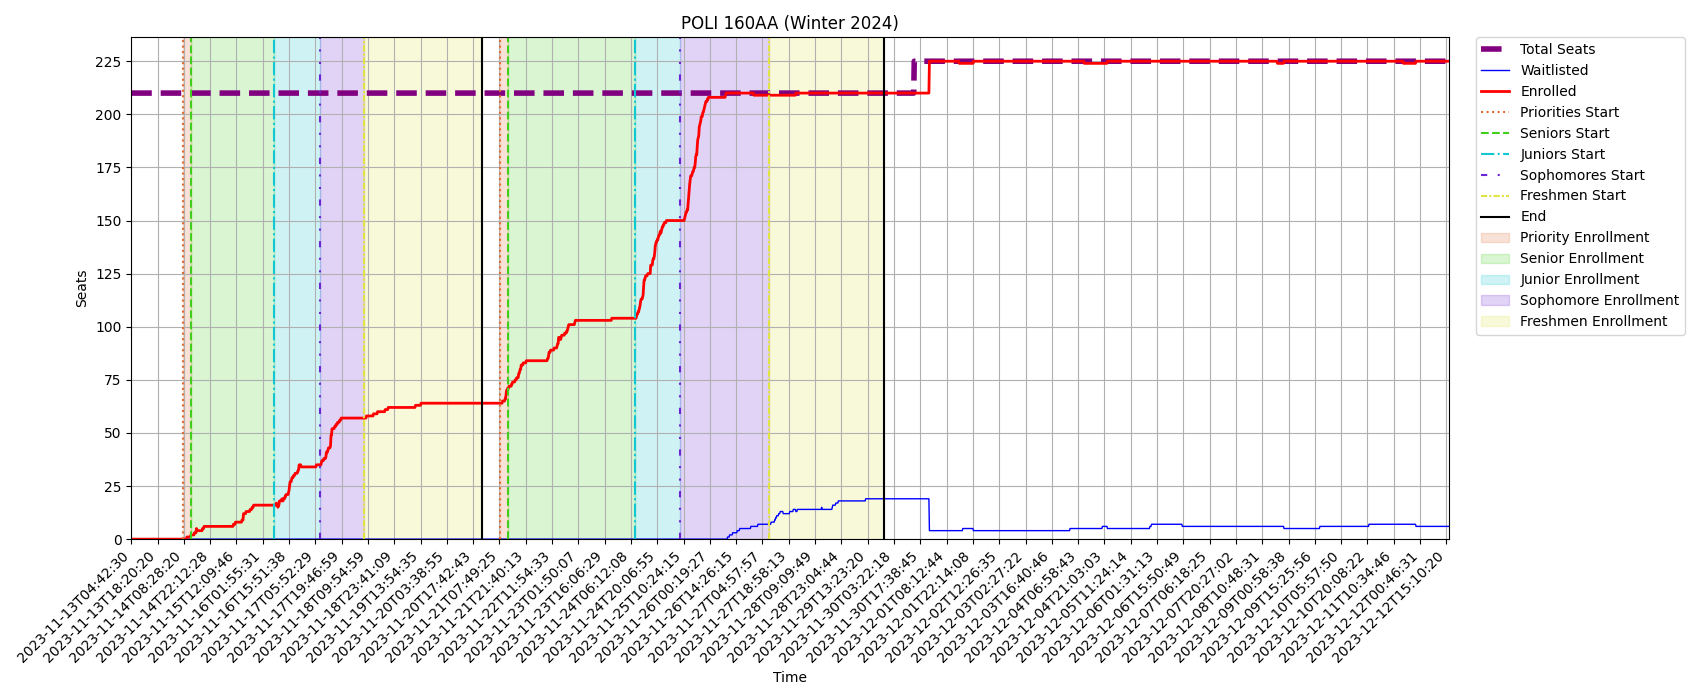 POLI 160AA (Winter 2024)
Seats
225
200
175
150
125
100
75
50
25
0
2023-11-13T04:42:30
2023-11-13T18:20:20
2023-11-14T08:28:20
2023-11-14T22:12:28
2023-11-15T12:09:46
2023-11-16T01:55:31
2023-11-16T15:51:38
2023-11-17T05:52:29
2023-11-17T19:46:59
2023-11-18T09:54:59
2023-11-18T23:41:09
2023-11-19T13:54:35
2023-11-20T03:38:55
2023-11-20T17:42:43
2023-11-21T07:49:25
2023-11-21T21:40:13
2023-11-22T11:54:33
2023-11-23T01:50:07
2023-11-23T16:06:29
2023-11-24T06:12:08
2023-11-24T20:06:55
2023-11-25T10:24:15
2023-11-26T00:19:27
2023-11-26T14:26:15
2023-11-27T04:57:57
2023-11-27T18:58:13
2023-11-28T09:09:49
2023-11-28T23:04:44
2023-11-29T13:23:20
2023-11-30T03:22:18
2023-11-30T17:38:45
2023-12-01T08:12:44
2023-12-01T22:14:08
2023-12-02T12:26:35
2023-12-03T02:27:22
2023-12-03T16:40:46
2023-12-04T06:58:43
2023-12-04T21:03:03
2023-12-05T11:24:14
2023-12-06T01:31:13
2023-12-06T15:50:49
2023-12-07T06:18:25
2023-12-07T20:27:02
2023-12-08T10:48:31
2023-12-09T00:58:38
2023-12-09T15:25:56
2023-12-10T05:57:50
2023-12-10T20:08:22
2023-12-11T10:34:46
2023-12-12T00:46:31
2023-12-12T15:10:20
Time
Total Seats
Waitlisted
Enrolled
Priorities Start
Seniors Start
Juniors Start
Sophomores Start
Freshmen Start
End
Priority Enrollment
Senior Enrollment
Junior Enrollment
Sophomore Enrollment
Freshmen Enrollment